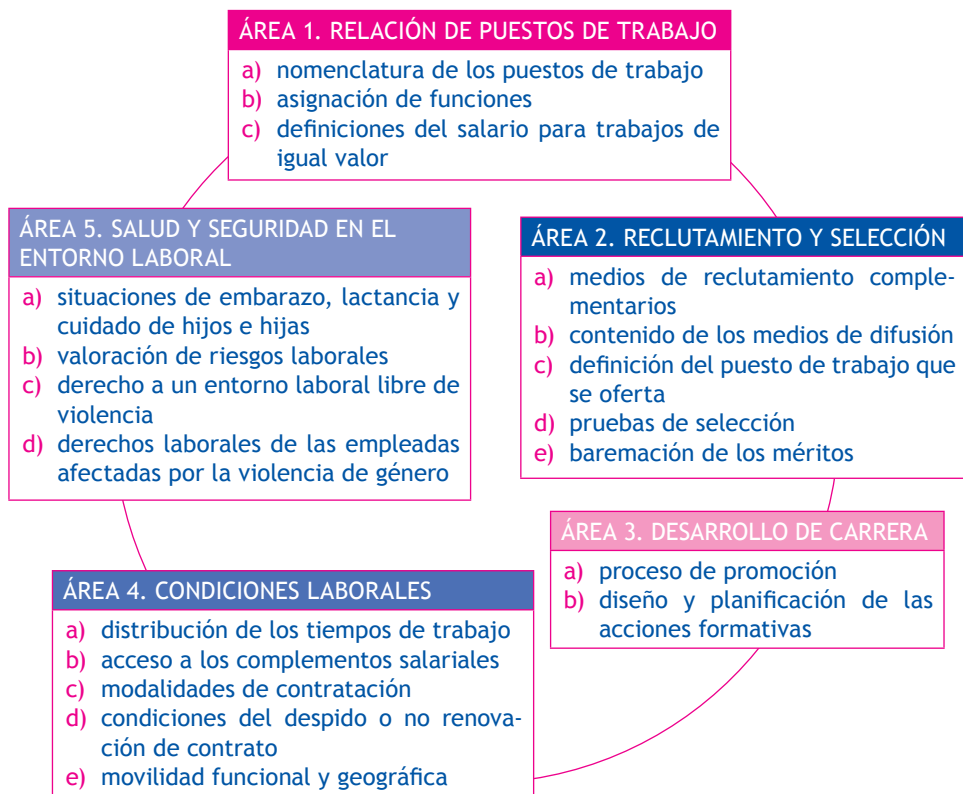 ÁREA 1. RELACIÓN DE PUESTOS DE TRABAJO
a) nomenclatura de los puestos de trabajo
b) asignación de funciones
c) definiciones del salario para trabajos de
igual valor
ÁREA 5. SALUD Y SEGURIDAD EN EL
ENTORNO LABORAL
a) situaciones de embarazo, lactancia y
cuidado de hijos e hijas
b) valoración de riesgos laborales
c) derecho a un entorno laboral libre de
violencia
d) derechos laborales de las empleadas
afectadas por la violencia de género
ÁREA 2. RECLUTAMIENTO Y SELECCIÓN
a) medios de reclutamiento comple-
mentarios
b) contenido de los medios de difusión
c) definición del puesto de trabajo que
se oferta
d) pruebas de selección
e) baremación de los méritos
ÁREA 3. DESARROLLO DE CARRERA
a) proceso de promoción
b) diseño y planificación de las
acciones formativas
ÁREA 4. CONDICIONES LABORALES
a) distribución de los tiempos de trabajo
b) acceso a los complementos salariales
c) modalidades de contratación
d) condiciones del despido o no renova-
ción de contrato
e) movilidad funcional y geográfica